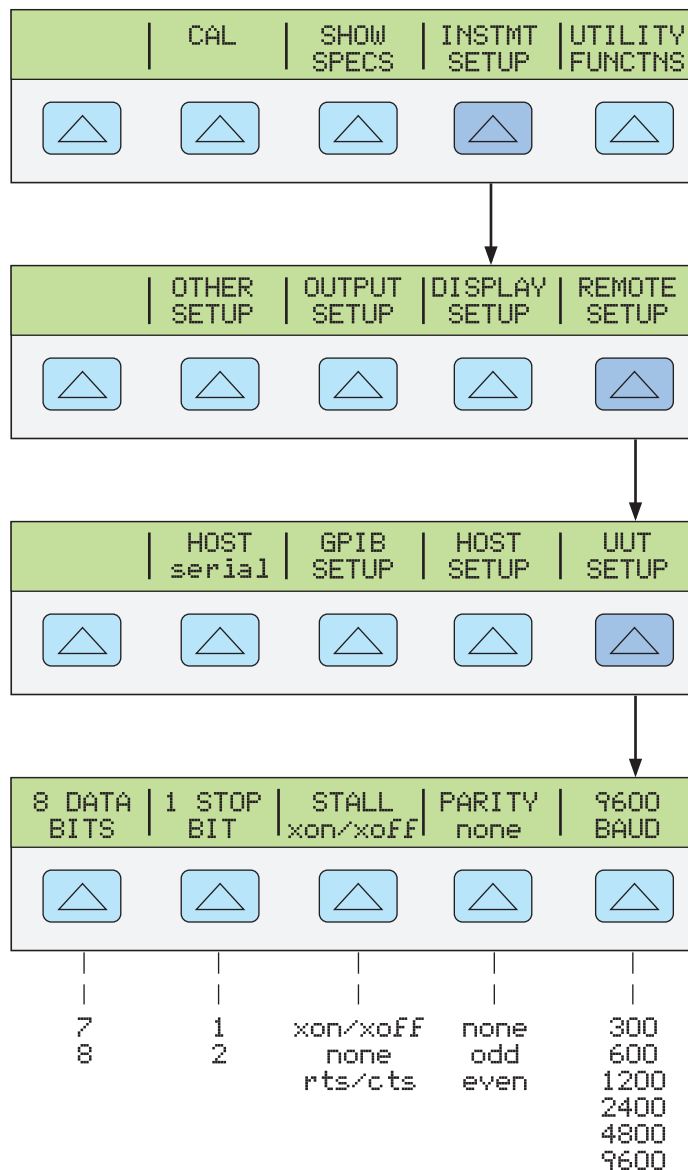 CAL | SHOW | INSTMT | UTILITY
SPECS | SETUP | FUNCTNS
OTHER | OUTPUT | DISPLAY | REMOTE
SETUP | SETUP | SETUP | SETUP
HOST | GPIB | HOST | UUT
serial | SETUP | SETUP | SETUP
8 DATA | 1 STOP | STALL | PARITY | 9600
BITS | BIT | xon/xoff | none | BAUD
7 1 xon/xoff none 300
8 2 none odd 600
rts/cts even 1200
2400
4800
9600